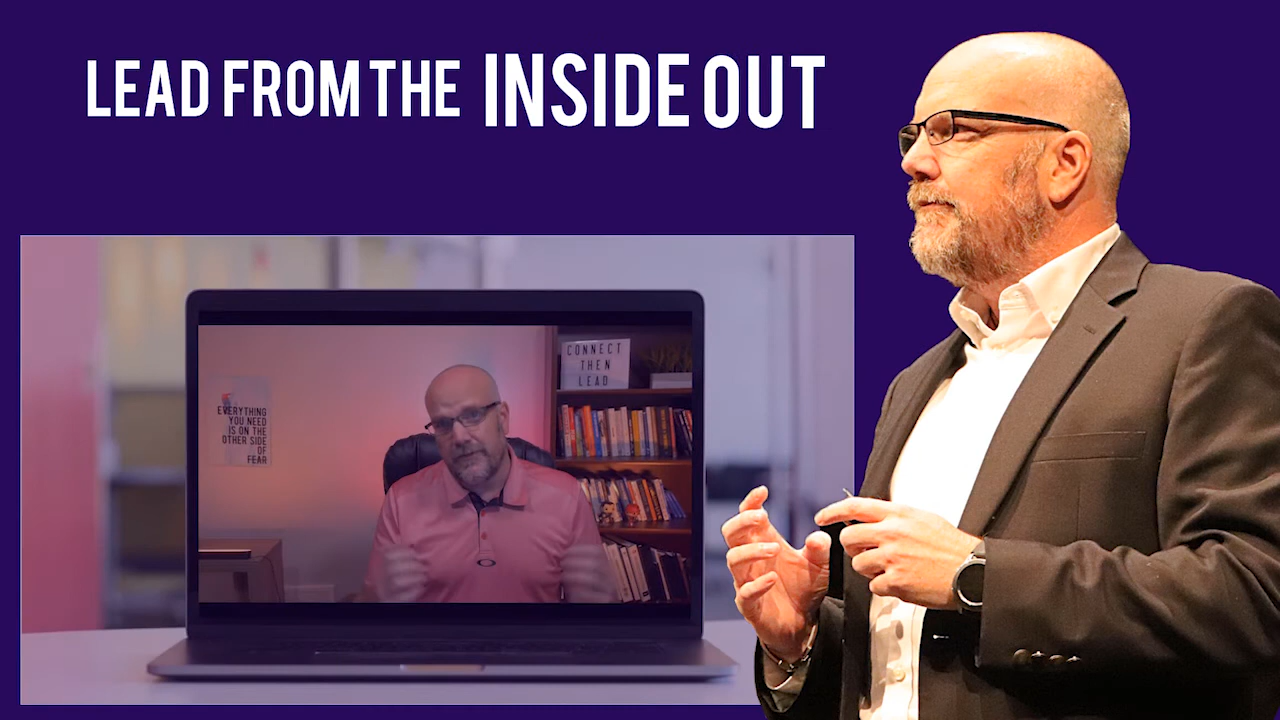 LEAD FROM THE INSIDE OUT
CONNECT
THEN
LEAD
EVERYTHING
YOU NEED
IS ON THE
OTHER SIDE
OF
FEAR